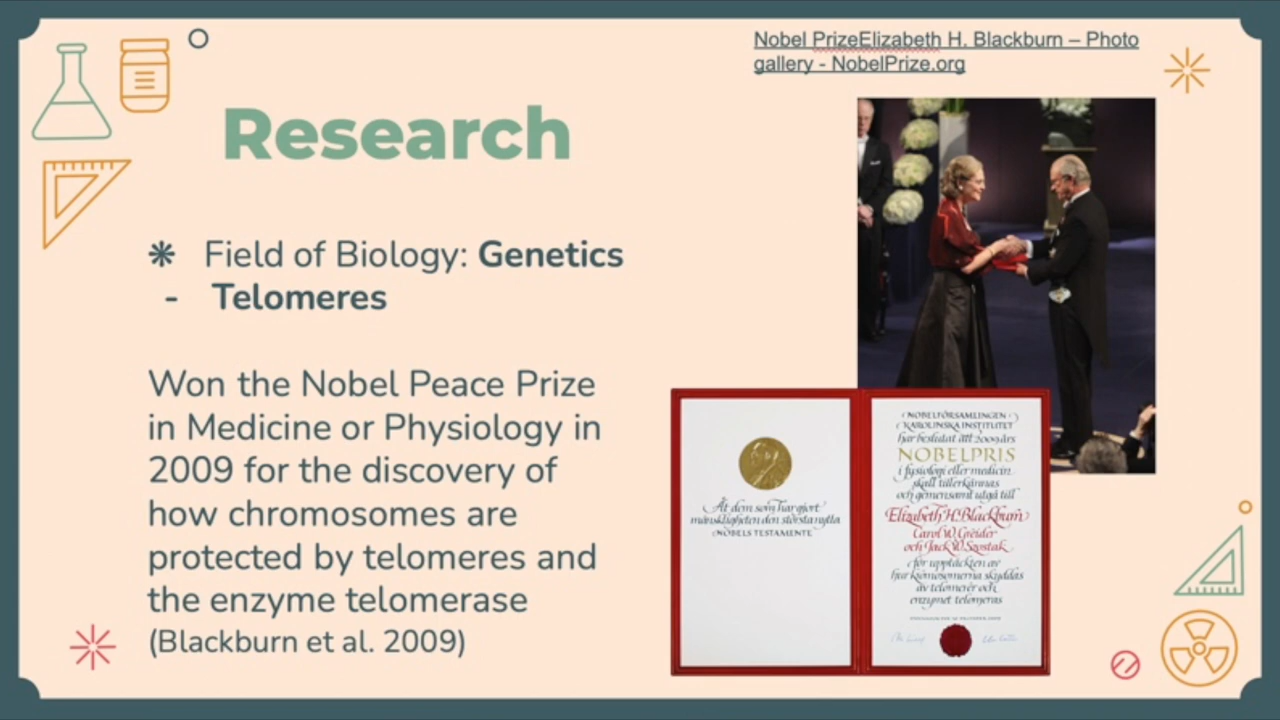 Nobel PrizeElizabeth H. Blackburn – Photo
gallery - NobelPrize.org
Research
Field of Biology: Genetics
- Telomeres
Won the Nobel Peace Prize
in Medicine or Physiology in
2009 for the discovery of
how chromosomes are
protected by telomeres and
the enzyme telomerase
(Blackburn et al. 2009)
Åt dem som har gjort
mänskligheten den största nytta
NOBELS TESTAMENTE
NOBELFÖRSAMLINGEN
KAROLINSKA INSTITUTET
har beslutat att 2009 års
NOBELPRIS
i fysiologi eller medicin
skall tillerkännas
och gemensamt utgå till
Elizabeth H. Blackburn
Carol W. Greider
och Jack W. Szostak
för upptäckten av
hur kromosomerna skyddas
av telomerer och
enzymet telomeras